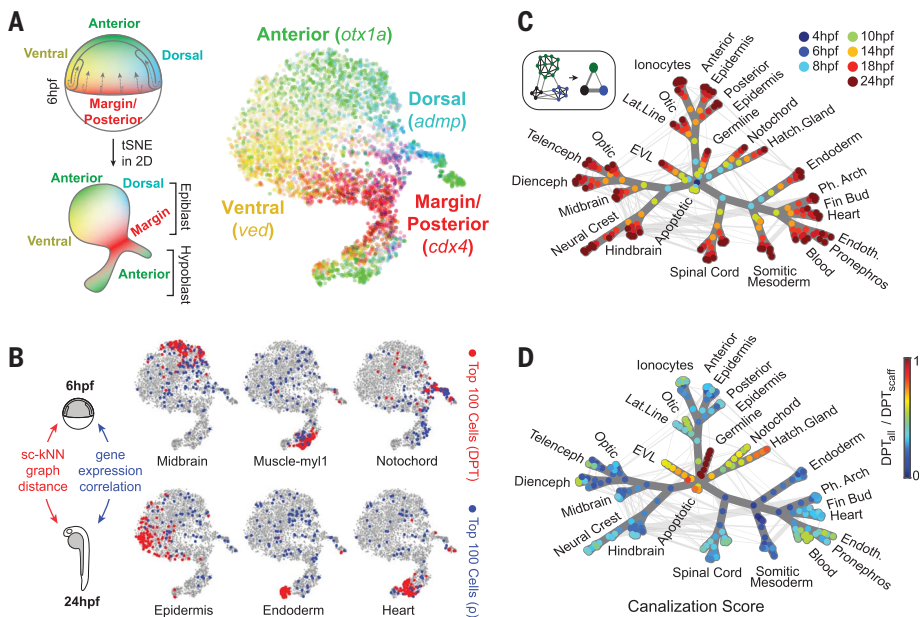 A
Anterior
Ventral
Dorsal
6hpf
Margin/
Posterior
tSNE
in 2D
Anterior
Dorsal
Ventral
Margin
Anterior
Epiblast
Hypoblast
Anterior (otx1a)
Dorsal
(admp)
Ventral
(ved)
Margin/
Posterior
(cdx4)
B
6hpf
sc-kNN
graph
distance
gene
expression
correlation
24hpf
Midbrain
Muscle-myl1
Notochord
Epidermis
Endoderm
Heart
Top 100 Cells (DPT)
Top 100 Cells (ρ)
C
4hpf
6hpf
8hpf
10hpf
14hpf
18hpf
24hpf
Ionocytes
Anterior
Epidermis
Posterior
Epidermis
Otic
Lat.Line
Germline
Notochord
Hatch.Gland
EVL
Optic
Telenceph
Dienceph
Midbrain
Neural Crest
Hindbrain
Apoptotic
Spinal Cord
Somitic
Mesoderm
Endoderm
Ph. Arch
Fin Bud
Heart
Endoth.
Pronephros
Blood
D
Ionocytes
Anterior
Epidermis
Posterior
Epidermis
Otic
Lat.Line
Germline
Notochord
Hatch.Gland
EVL
Optic
Telenceph
Dienceph
Midbrain
Neural Crest
Hindbrain
Apoptotic
Spinal Cord
Somitic
Mesoderm
Endoderm
Ph. Arch
Fin Bud
Heart
Endoth.
Pronephros
Blood
1
DPTall / DPTscaff
0
Canalization Score